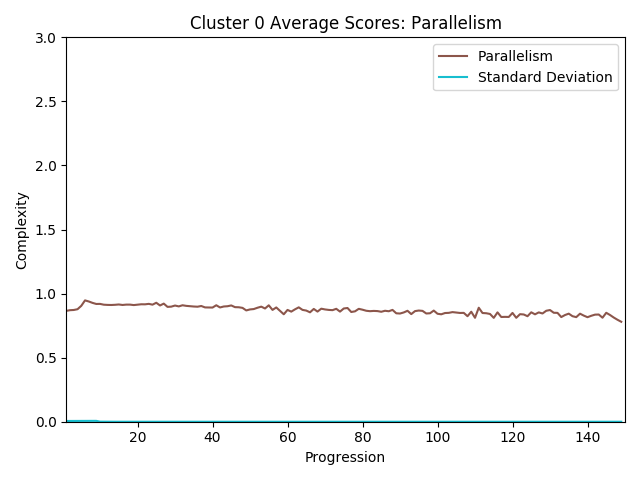 Cluster 0 Average Scores: Parallelism
3.0
2.5
2.0
1.5
1.0
0.5
0.0
Complexity
Parallelism
Standard Deviation
20 40 60 80 100 120 140
Progression